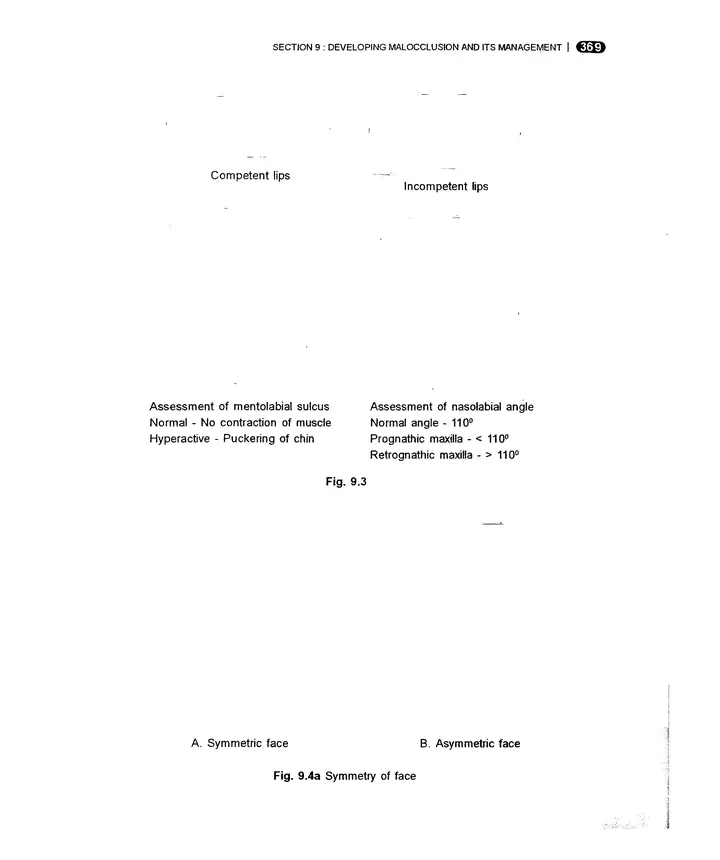 SECTION 9 : DEVELOPING MALOCCLUSION AND ITS MANAGEMENT | 369
Competent lips
Incompetent lips
Assessment of mentolabial sulcus
Normal - No contraction of muscle
Hyperactive - Puckering of chin
Assessment of nasolabial angle
Normal angle - 110⁰
Prognathic maxilla - < 110⁰
Retrognathic maxilla - > 110⁰
Fig. 9.3
A. Symmetric face
B. Asymmetric face
Fig. 9.4a Symmetry of face